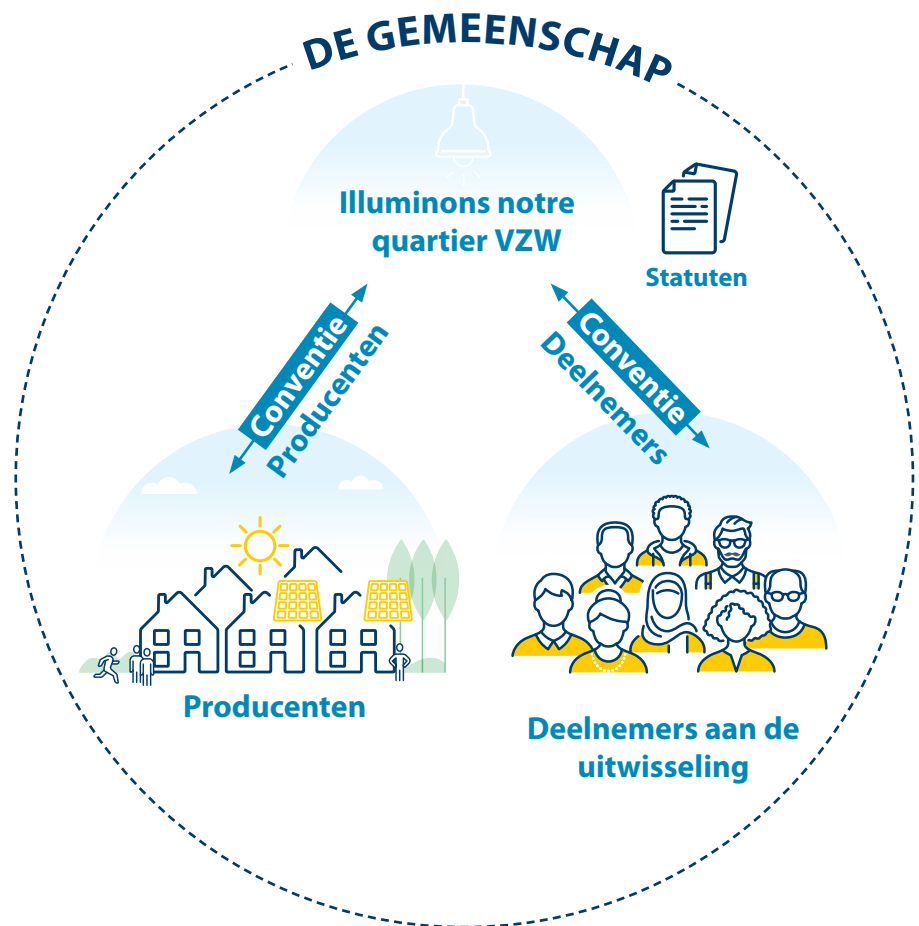 DE GEMEENSCHAP
Illuminons notre
quartier VZW
Statuten
Conventie
Producenten
Conventie
Deelnemers
Producenten
Deelnemers aan de
uitwisseling